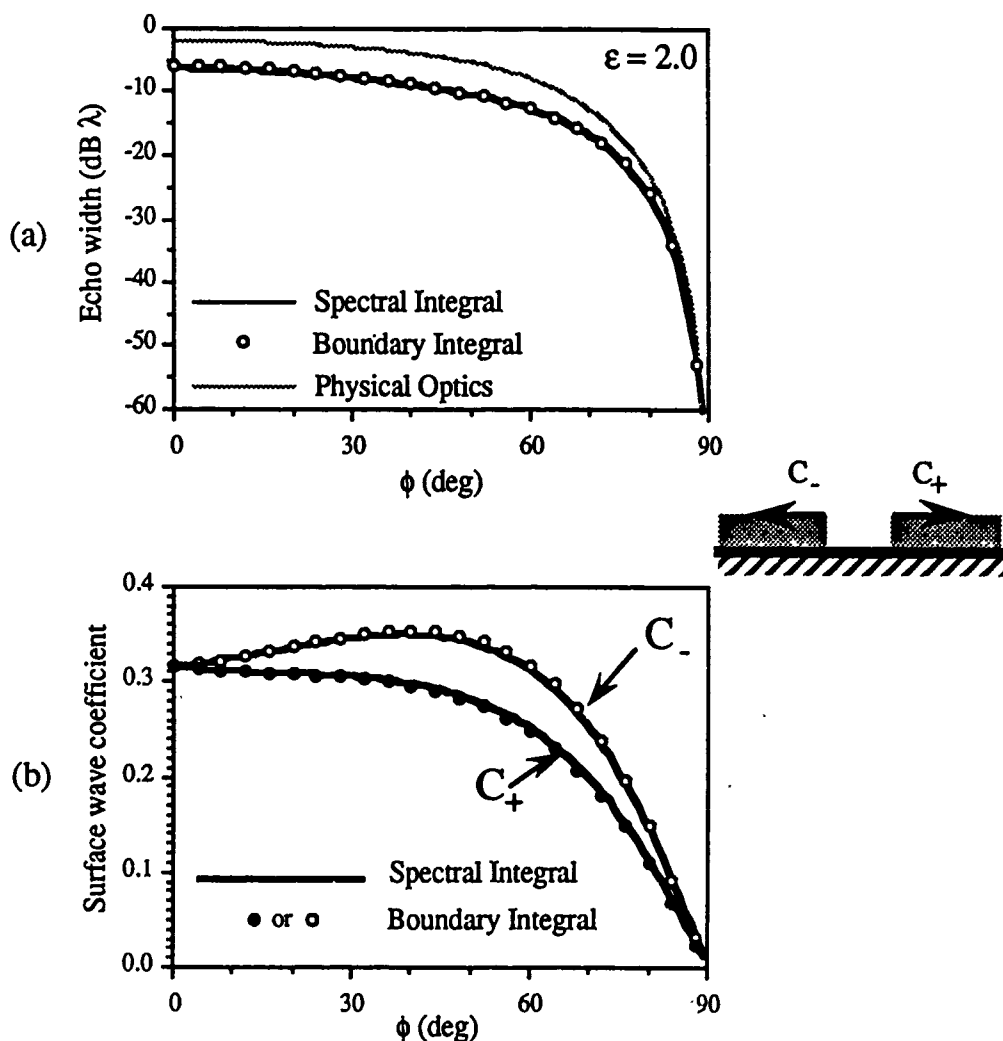 (a)
Echo width (dB λ)
0
-10
-20
-30
-40
-50
-60
ε = 2.0
Spectral Integral
Boundary Integral
Physical Optics
0 30 60 90
ϕ (deg)
C₋ C₊
(b)
Surface wave coefficient
0.4
0.3
0.2
0.1
0.0
C₋
C₊
Spectral Integral
● or ○ Boundary Integral
0 30 60 90
ϕ (deg)